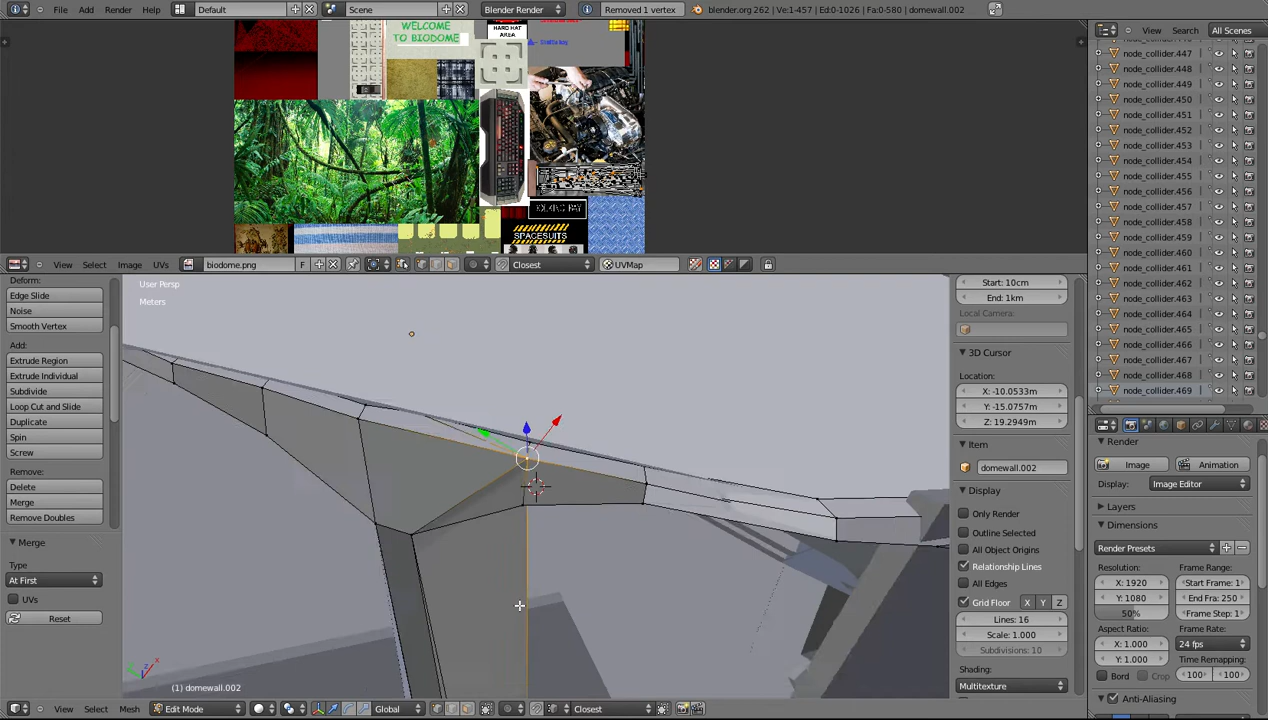 File Add Render Help Default Scene Blender Render Removed 1 vertex blender.org 262 | Ve:1-457 | Ed:0-1026 | Fa:0-580 | domewall.002
View Search All Scenes
WELCOME
TO BIODOME
HARD HAT
AREA
SPACESUITS
View Select Image UVs biodome.png F Closest UVMap
node_collider.447
node_collider.448
node_collider.449
node_collider.450
node_collider.451
node_collider.452
node_collider.453
node_collider.454
node_collider.455
node_collider.456
node_collider.457
node_collider.458
node_collider.459
node_collider.460
node_collider.461
node_collider.462
node_collider.463
node_collider.464
node_collider.465
node_collider.466
node_collider.467
node_collider.468
node_collider.469
Deform:
Edge Slide
Noise
Smooth Vertex
Add:
Extrude Region
Extrude Individual
Subdivide
Loop Cut and Slide
Duplicate
Spin
Screw
Remove:
Delete
Merge
Remove Doubles
Merge
Type
At First
UVs
Reset
User Persp
Meters
(1) domewall.002
Start: 10cm
End: 1km
Local Camera:
3D Cursor
Location:
X: -10.0533m
Y: -15.0757m
Z: 19.2949m
Item
domewall.002
Display
Only Render
Outline Selected
All Object Origins
Relationship Lines
All Edges
Grid Floor X Y Z
Lines: 16
Scale: 1.000
Subdivisions: 10
Shading:
Multitexture
Render
Image Animation
Display: Image Editor
Layers
Dimensions
Render Presets
Resolution: Frame Range:
X: 1920 Start Frame: 1
Y: 1080 End Fra: 250
50% Frame Step: 1
Aspect Ratio: Frame Rate:
X: 1.000 24 fps
Y: 1.000 Time Remapping:
Bord Crop 100 100
Anti-Aliasing
View Select Mesh Edit Mode Global Closest